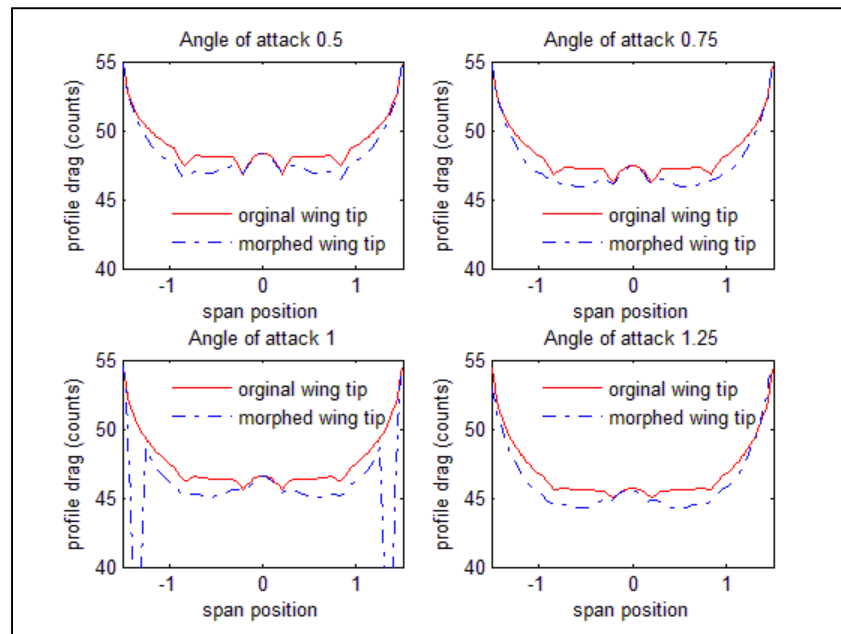 Angle of attack 0.5
55
50
45
40
profile drag (counts)
orginal wing tip
morphed wing tip
-1 0 1
span position
Angle of attack 0.75
55
50
45
40
profile drag (counts)
orginal wing tip
morphed wing tip
-1 0 1
span position
Angle of attack 1
55
50
45
40
profile drag (counts)
orginal wing tip
morphed wing tip
-1 0 1
span position
Angle of attack 1.25
55
50
45
40
profile drag (counts)
orginal wing tip
morphed wing tip
-1 0 1
span position